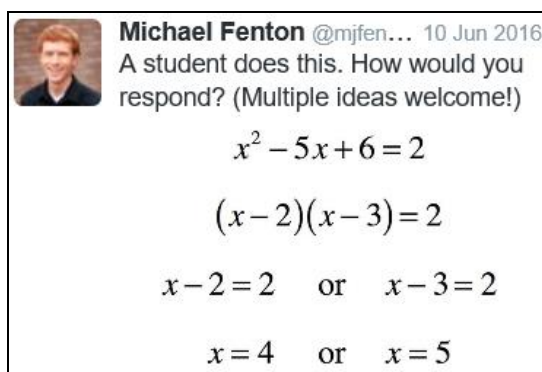 Michael Fenton @mjfen... 10 Jun 2016
A student does this. How would you
respond? (Multiple ideas welcome!)
x² − 5x + 6 = 2
(x − 2)(x − 3) = 2
x − 2 = 2 or x − 3 = 2
x = 4 or x = 5